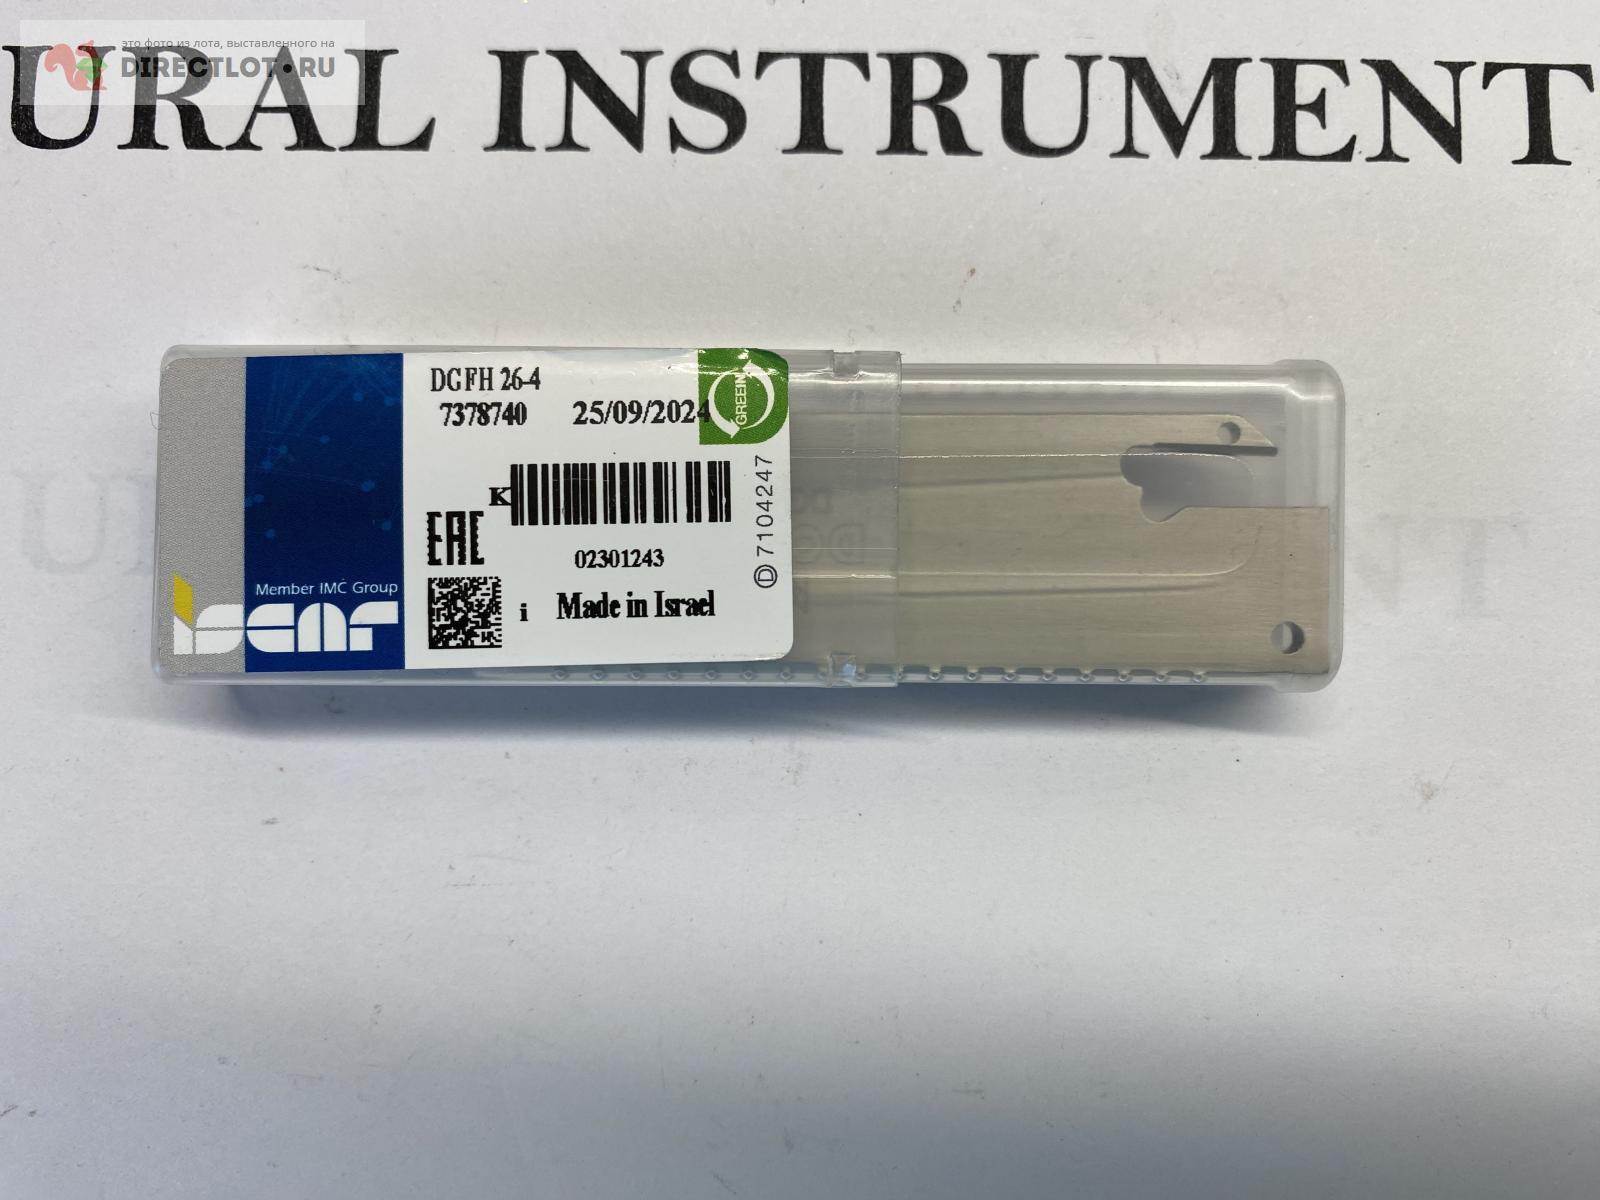 это фото из лота, выставленного на
DIRECTLOT.RU
URAL INSTRUMENT
DGFH 26-4
7378740 25/09/2024
GREEIN
K
EAC
02301243
7104247
Member IMC Group
iscar
i Made in Israel